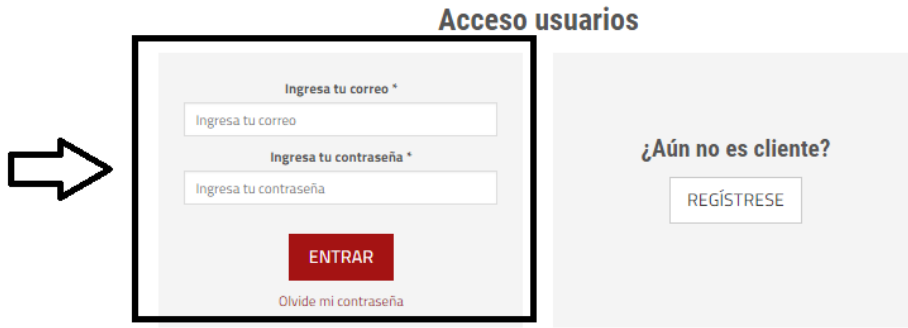 Acceso usuarios
Ingresa tu correo *
Ingresa tu correo
Ingresa tu contraseña *
Ingresa tu contraseña
ENTRAR
Olvide mi contraseña
¿Aún no es cliente?
REGÍSTRESE